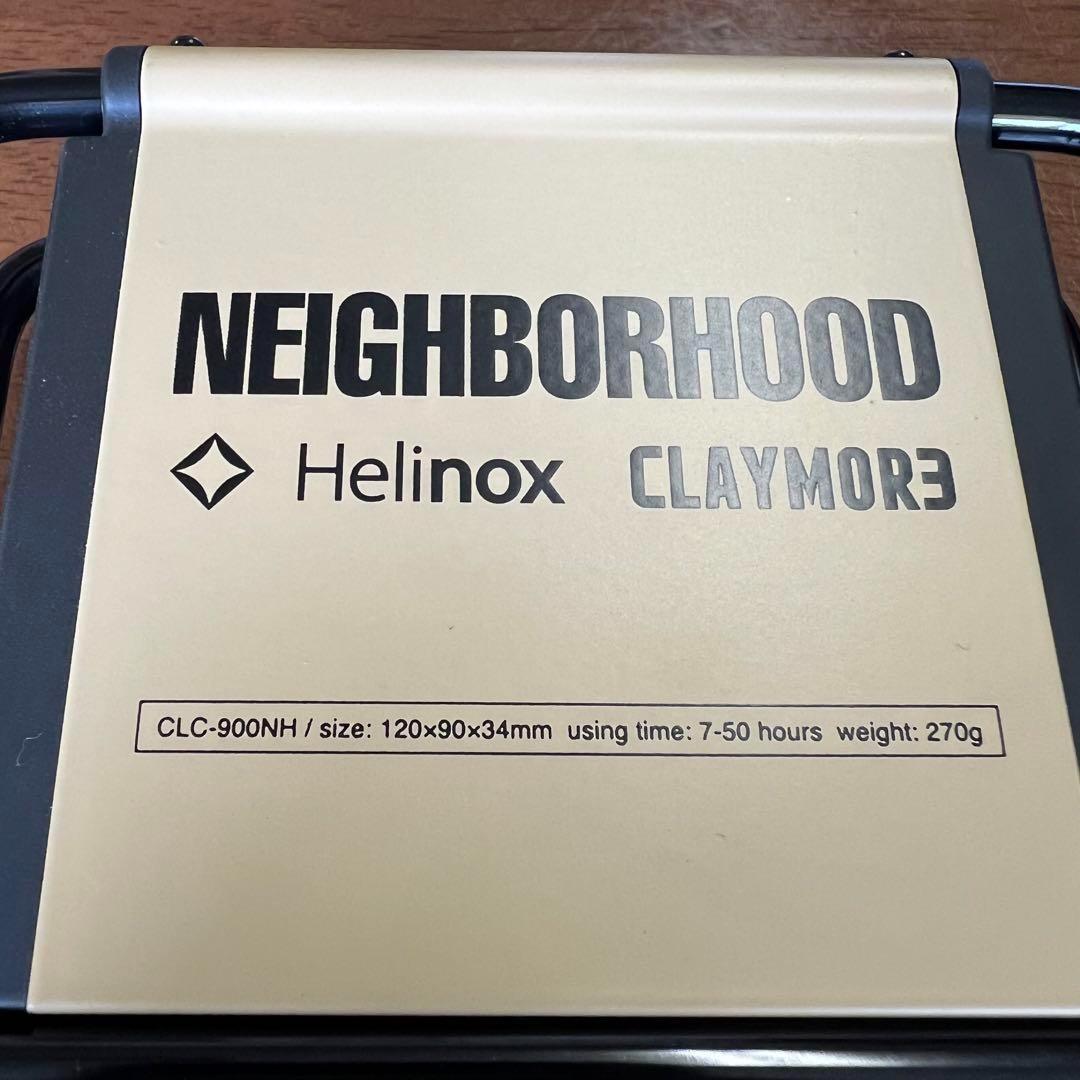 NEIGHBORHOOD
Helinox CLAYMOR3
CLC-900NH / size: 120×90×34mm using time: 7-50 hours weight: 270g